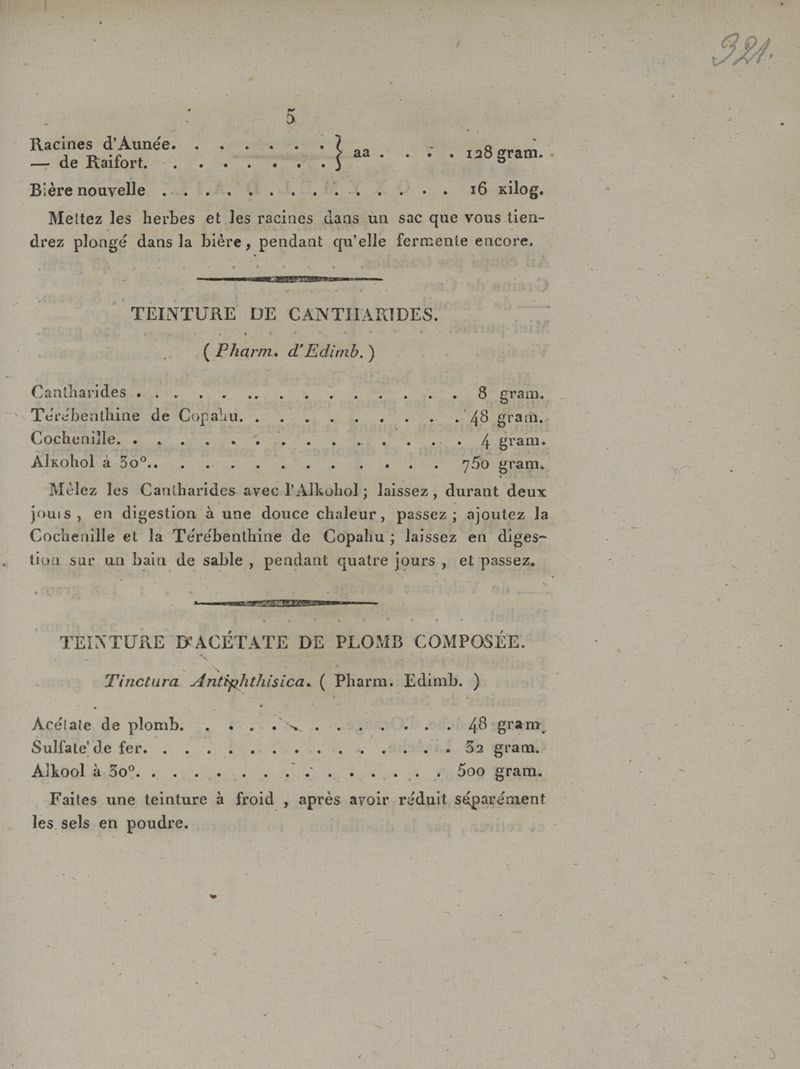 321.
5
Racines d'Aunée. . . . . . . } aa . . . . 128 gram.
— de Raifort. . . . . . . . }
Bière nouvelle . . . . . . . . . . . . 16 Kilog.
Mettez les herbes et les racines dans un sac que vous tien-
drez plongé dans la bière, pendant qu'elle fermente encore.
TEINTURE DE CANTHARIDES.
( Pharm. d'Edimb. )
Cantharides . . . . . . . . . . . . . 8 gram.
Térébenthine de Copahu. . . . . . . . . . 48 gram.
Cochenille. . . . . . . . . . . . . . 4 gram.
Alkohol à 30°.. . . . . . . . . . . . 750 gram.
Mêlez les Cantharides avec l'Alkohol ; laissez, durant deux
jours, en digestion à une douce chaleur, passez ; ajoutez la
Cochenille et la Térébenthine de Copahu ; laissez en diges-
tion sur un bain de sable , pendant quatre jours , et passez.
TEINTURE D'ACÉTATE DE PLOMB COMPOSÉE.
Tinctura Antiphthisica. ( Pharm. Edimb. )
Acétate de plomb. . . . . . . . . . . . 48 gram.
Sulfate de fer. . . . . . . . . . . . . 32 gram.
Alkool à 30°. . . . . . . . . . . . . 500 gram.
Faites une teinture à froid , après avoir réduit séparément
les sels en poudre.